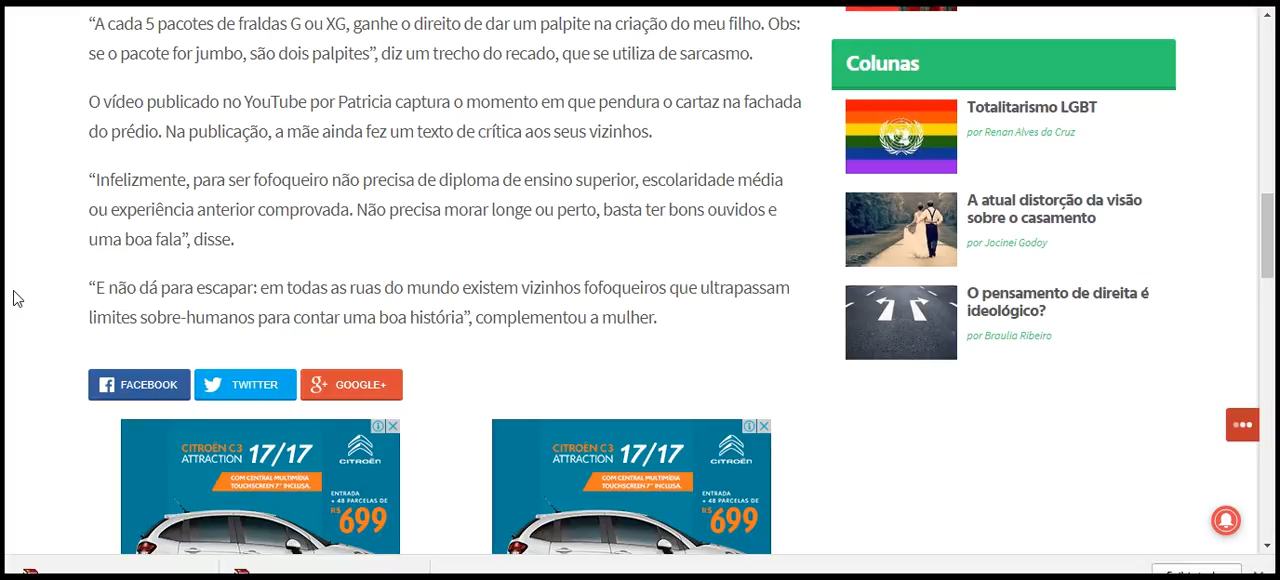 “A cada 5 pacotes de fraldas G ou XG, ganhe o direito de dar um palpite na criação do meu filho. Obs:
se o pacote for jumbo, são dois palpites”, diz um trecho do recado, que se utiliza de sarcasmo.
O vídeo publicado no YouTube por Patricia captura o momento em que pendura o cartaz na fachada
do prédio. Na publicação, a mãe ainda fez um texto de crítica aos seus vizinhos.
“Infelizmente, para ser fofoqueiro não precisa de diploma de ensino superior, escolaridade média
ou experiência anterior comprovada. Não precisa morar longe ou perto, basta ter bons ouvidos e
uma boa fala”, disse.
“E não dá para escapar: em todas as ruas do mundo existem vizinhos fofoqueiros que ultrapassam
limites sobre-humanos para contar uma boa história”, complementou a mulher.
FACEBOOK
TWITTER
g+ GOOGLE+
CITROËN C3
ATTRACTION 17/17
CITROËN
COM CENTRAL MULTIMÍDIA
TOUCHSCREEN 7" INCLUSA.
ENTRADA
+ 48 PARCELAS DE
R$ 699
CITROËN C3
ATTRACTION 17/17
CITROËN
COM CENTRAL MULTIMÍDIA
TOUCHSCREEN 7" INCLUSA.
ENTRADA
+ 48 PARCELAS DE
R$ 699
Colunas
Totalitarismo LGBT
por Renan Alves da Cruz
A atual distorção da visão
sobre o casamento
por Jocinei Godoy
O pensamento de direita é
ideológico?
por Braulia Ribeiro